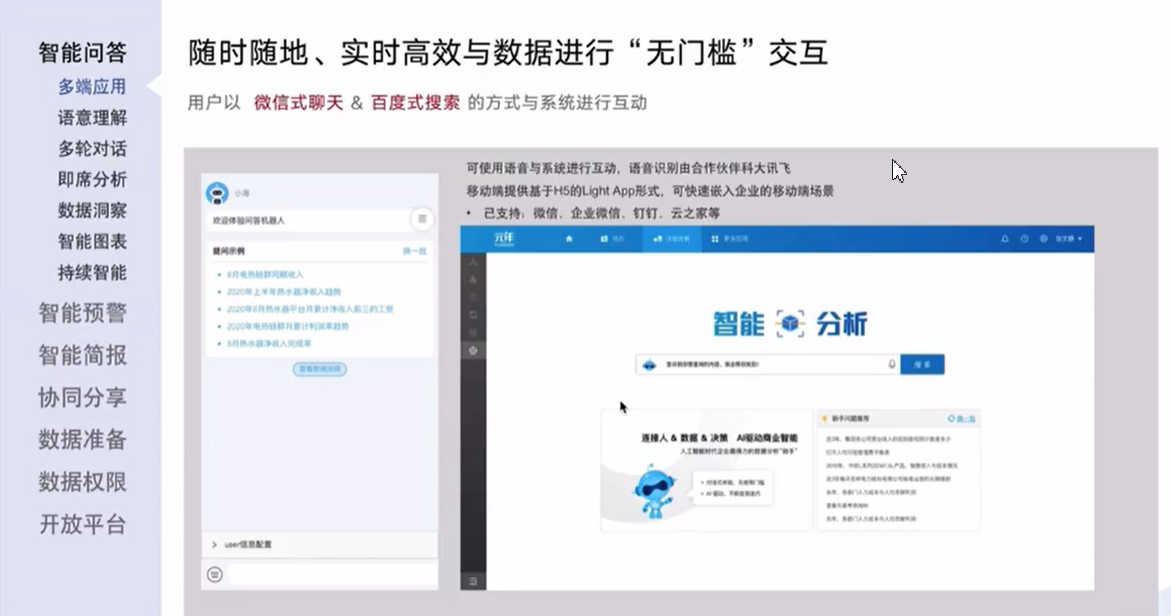 智能问答
多端应用
语意理解
多轮对话
即席分析
数据洞察
智能图表
持续智能
智能预警
智能简报
协同分享
数据准备
数据权限
开放平台
随时随地、实时高效与数据进行“无门槛”交互
用户以 微信式聊天 & 百度式搜索 的方式与系统进行互动
小海
欢迎体验问答机器人
提问示例 换一批
• 8月电热链群同期收入
• 2020年上半年热水器净收入趋势
• 2020年8月热水器平台月累计净收入前三的工贸
• 2020年电热链群月累计利润率趋势
• 8月热水器净收入完成率
查看数据说明
> user信息配置
可使用语音与系统进行互动，语音识别由合作伙伴科大讯飞
移动端提供基于H5的Light App形式，可快速嵌入企业的移动端场景
• 已支持：微信、企业微信、钉钉、云之家等
元年
智能 分析
搜索
连接人 & 数据 & 决策 AI驱动商业智能
人工智能时代企业最得力的数据分析“助手”
新手问题推荐 换一批